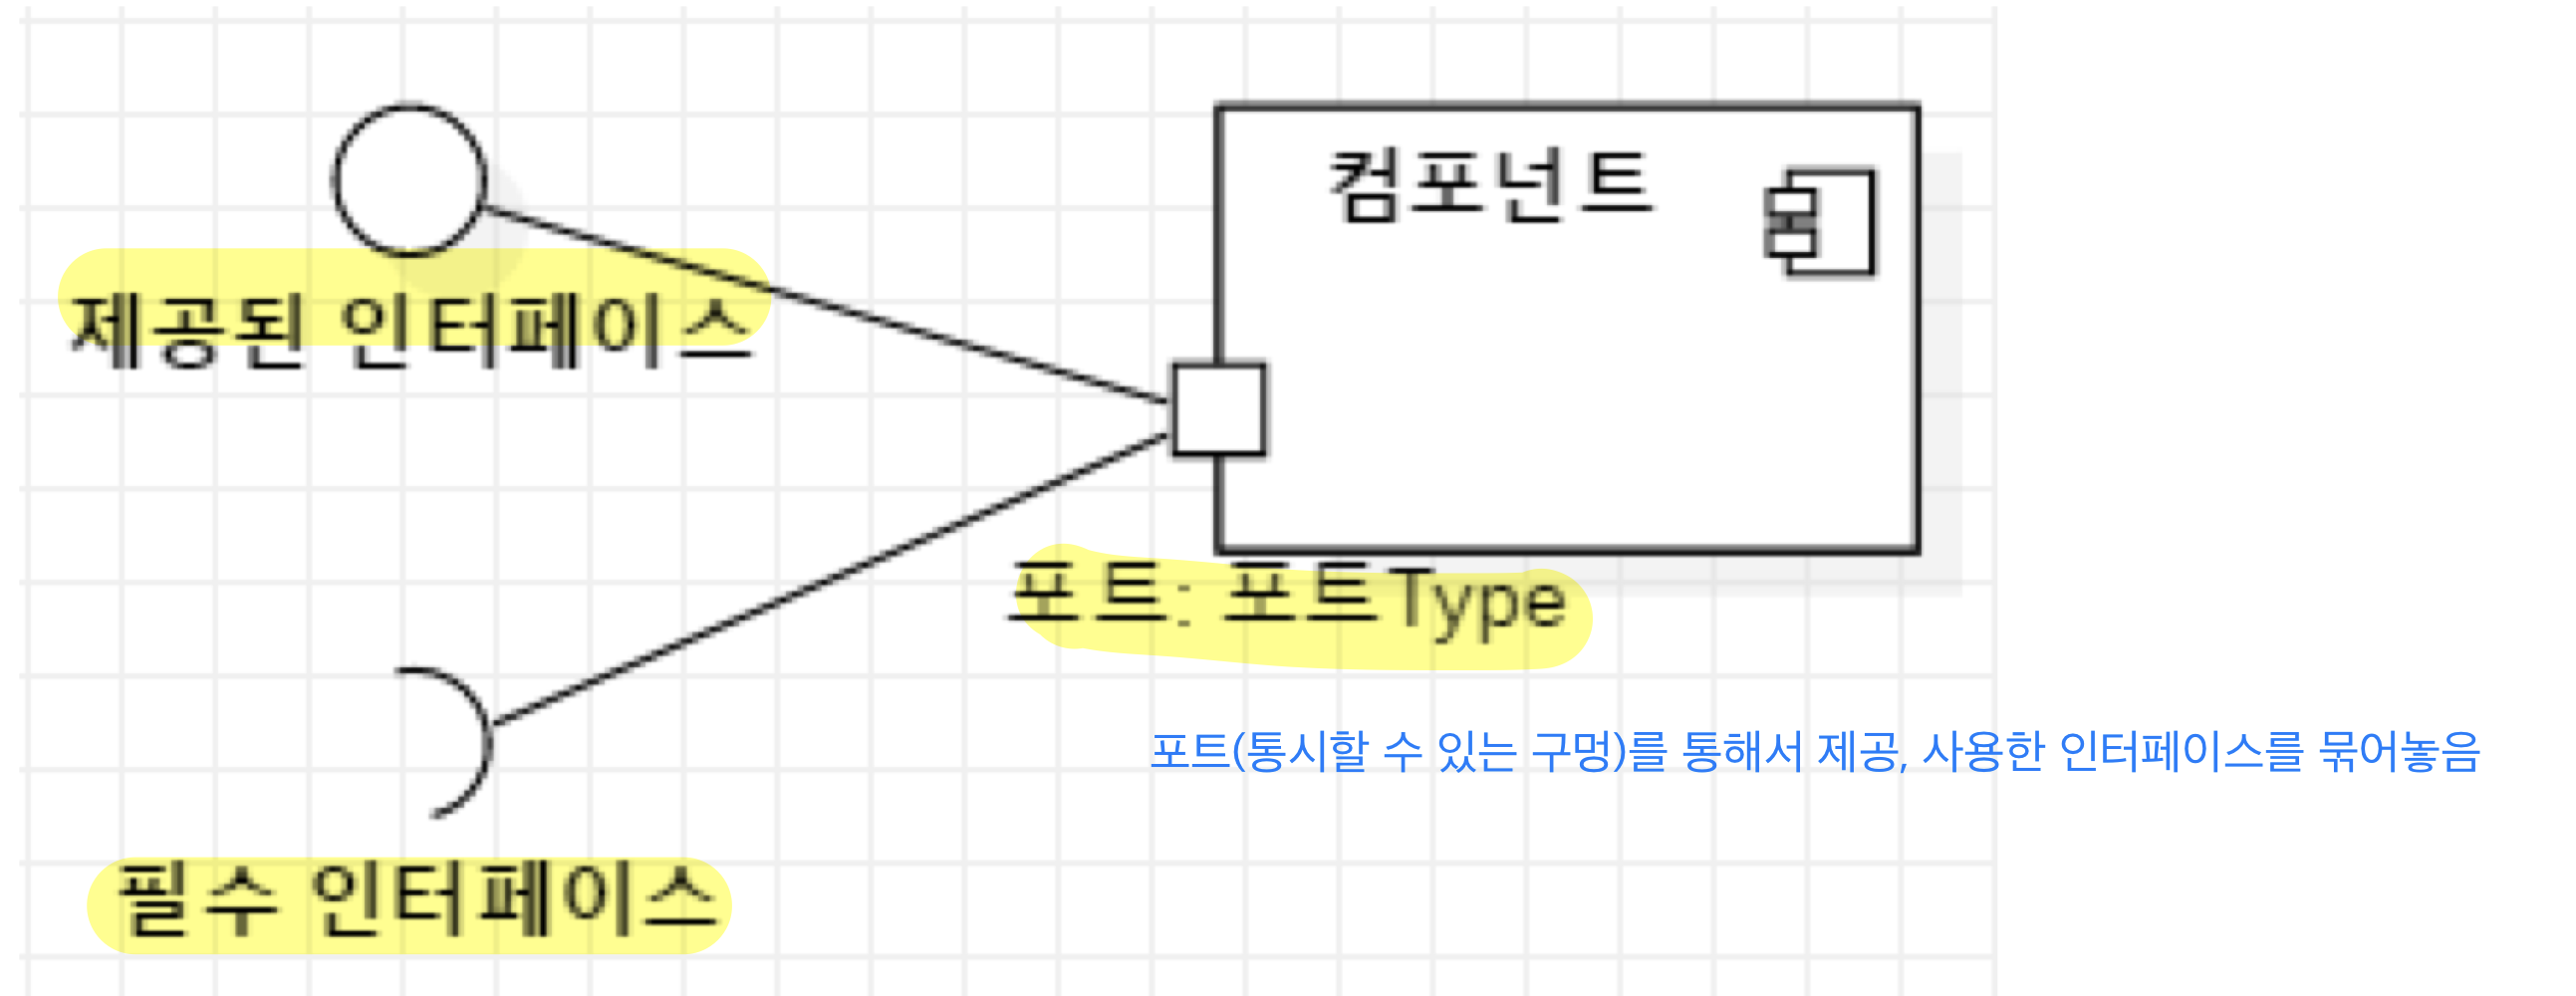 컴포넌트
제공된 인터페이스
포트: 포트Type
포트(통시할 수 있는 구멍)를 통해서 제공, 사용한 인터페이스를 묶어놓음
필수 인터페이스